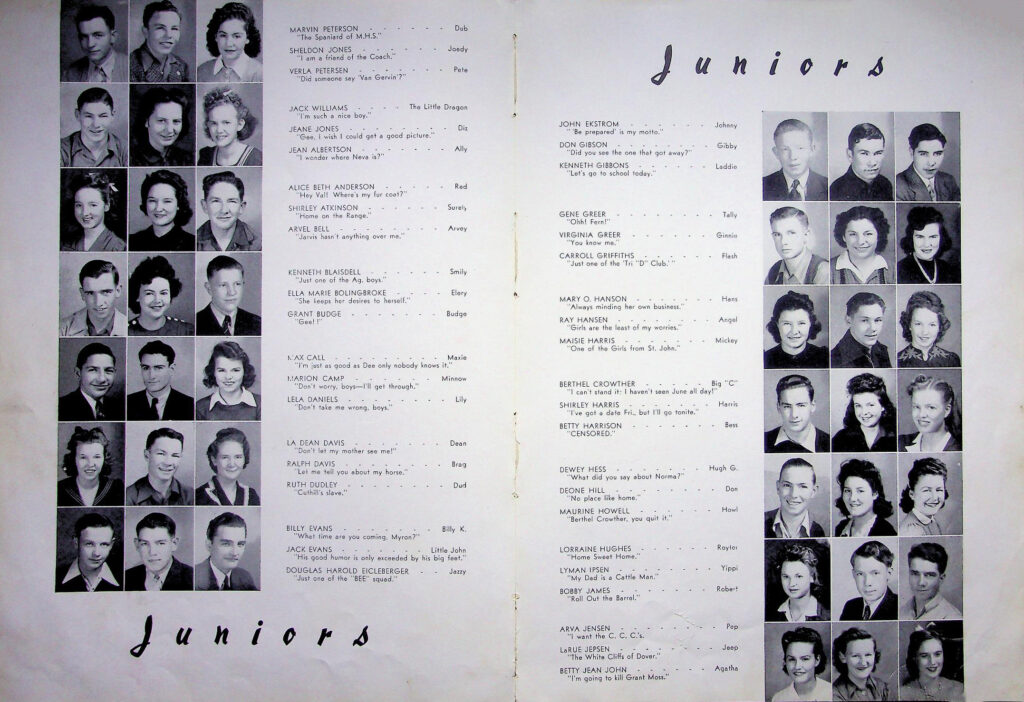 MARVIN PETERSON - - - - - - Dub
"The Spaniard of M.H.S."
SHELDON JONES - - - - - - Joedy
"I am a friend of the Coach."
VERLA PETERSEN - - - - - - - Pete
"Did someone say 'Van Gervin'?"
JACK WILLIAMS - - - - The Little Dragon
"I'm such a nice boy."
JEANE JONES - - - - - - - Diz
"Gee, I wish I could get a good picture."
JEAN ALBERTSON - - - - - - - Ally
"I wonder where Neva is?"
ALICE BETH ANDERSON - - - - - Red
"Hey Val! Where's my fur coat?"
SHIRLEY ATKINSON - - - - - - Surely
"Home on the Range."
ARVEL BELL - - - - - - - Arvey
"Jarvis hasn't anything over me."
KENNETH BLAISDELL - - - - - - Smily
"Just one of the Ag. boys."
ELLA MARIE BOLINGBROKE - - - - Elery
"She keeps her desires to herself."
GRANT BUDGE - - - - - - - Budge
"Gee! !"
MAX CALL - - - - - - - - Maxie
"I'm just as good as Dee only nobody knows it."
MARION CAMP - - - - - - Minnow
"Don't worry, boys—I'll get through."
LELA DANIELS - - - - - - - Lily
"Don't take me wrong, boys."
LA DEAN DAVIS - - - - - - - Dean
"Don't let my mother see me!"
RALPH DAVIS - - - - - - - Brag
"Let me tell you about my horse."
RUTH DUDLEY - - - - - - - Dud
"Cuthill's slave."
BILLY EVANS - - - - - - - Billy K.
"What time are you coming, Myron?"
JACK EVANS - - - - - - Little John
"His good humor is only exceeded by his big feet."
DOUGLAS HAROLD EICLEBERGER - - Jazzy
"Just one of the "BEE" squad."
Juniors
Juniors
JOHN EKSTROM - - - - - - Johnny
"'Be prepared' is my motto."
DON GIBSON - - - - - - - Gibby
"Did you see the one that got away?"
KENNETH GIBBONS - - - - - - Laddie
"Let's go to school today."
GENE GREER - - - - - - - Tally
"Ohh! Fern!"
VIRGINIA GREER - - - - - - Ginnie
"You know me."
CARROLL GRIFFITHS - - - - - - Flash
"Just one of the 'Tri "D" Club.'"
MARY O. HANSON - - - - - - Hans
"Always minding her own business."
RAY HANSEN - - - - - - - Angel
"Girls are the least of my worries."
MAISIE HARRIS - - - - - - Mickey
"One of the Girls from St. John."
BERTHEL CROWTHER - - - - - Big "C"
"I can't stand it; I haven't seen June all day!"
SHIRLEY HARRIS - - - - - - Harris
"I've got a date Fri., but I'll go tonite."
BETTY HARRISON - - - - - - Bess
"CENSORED."
DEWEY HESS - - - - - - Hugh G.
"What did you say about Norma?"
DEONE HILL - - - - - - - Don
"No place like home."
MAURINE HOWELL - - - - - - Howl
"Berthel Crowther, you quit it."
LORRAINE HUGHES - - - - - - Raylor
"Home Sweet Home."
LYMAN IPSEN - - - - - - - Yippi
"My Dad is a Cattle Man."
BOBBY JAMES - - - - - - Robert
"Roll Out the Barrel."
ARVA JENSEN - - - - - - - Pep
"I want the C. C. C.'s.
LaRUE JEPSEN - - - - - - - Jeep
"The White Cliffs of Dover."
BETTY JEAN JOHN - - - - - Agatha
"I'm going to kill Grant Moss."